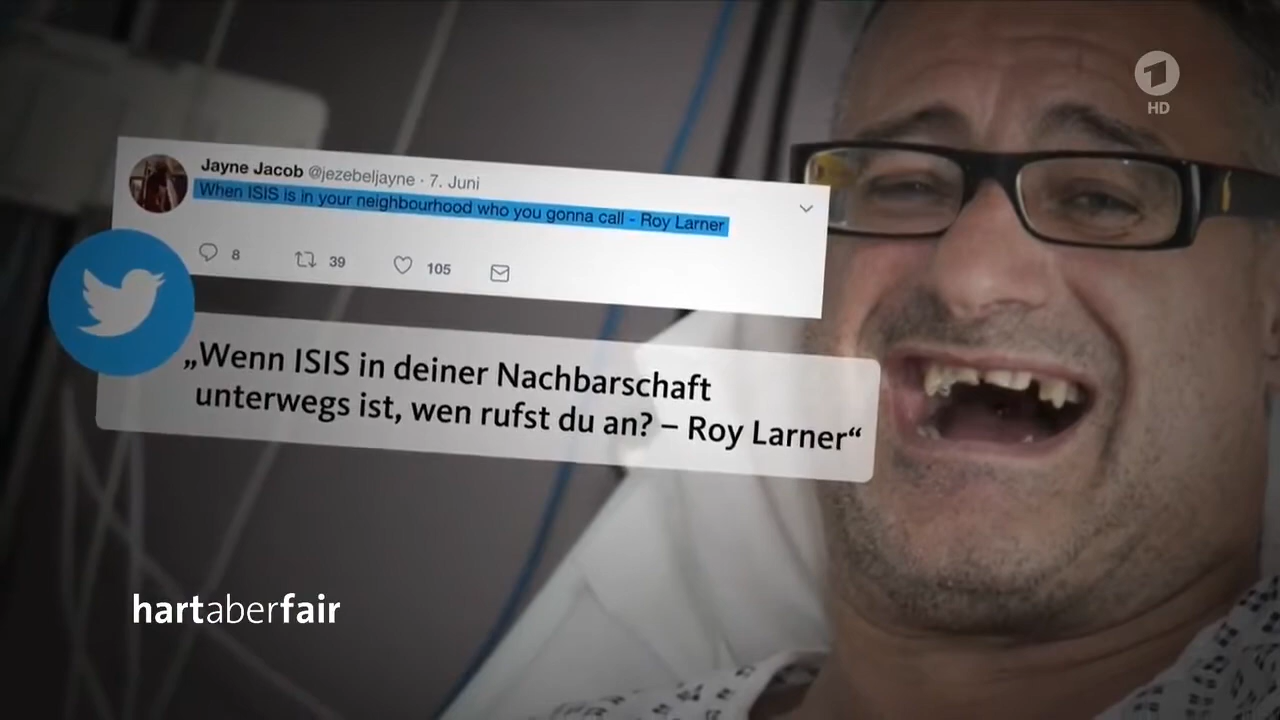 HD
Jayne Jacob @jezebeljayne · 7. Juni
When ISIS is in your neighbourhood who you gonna call - Roy Larner
8 39 105
„Wenn ISIS in deiner Nachbarschaft
unterwegs ist, wen rufst du an? – Roy Larner“
hartaberfair